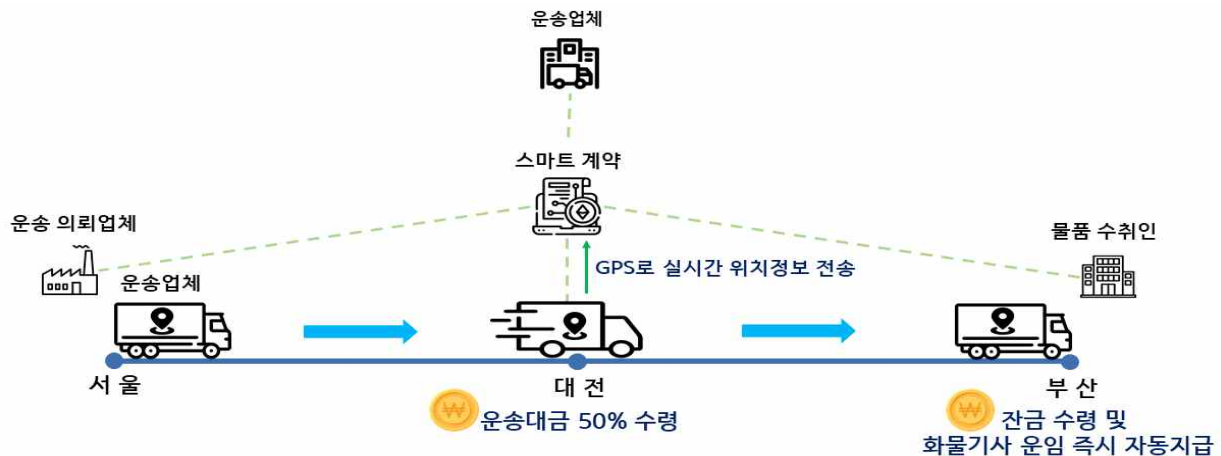 운송업체
스마트 계약
운송 의뢰업체
물품 수취인
GPS로 실시간 위치정보 전송
운송업체
서 울
대 전
부 산
운송대금 50% 수령
잔금 수령 및
화물기사 운임 즉시 자동지급